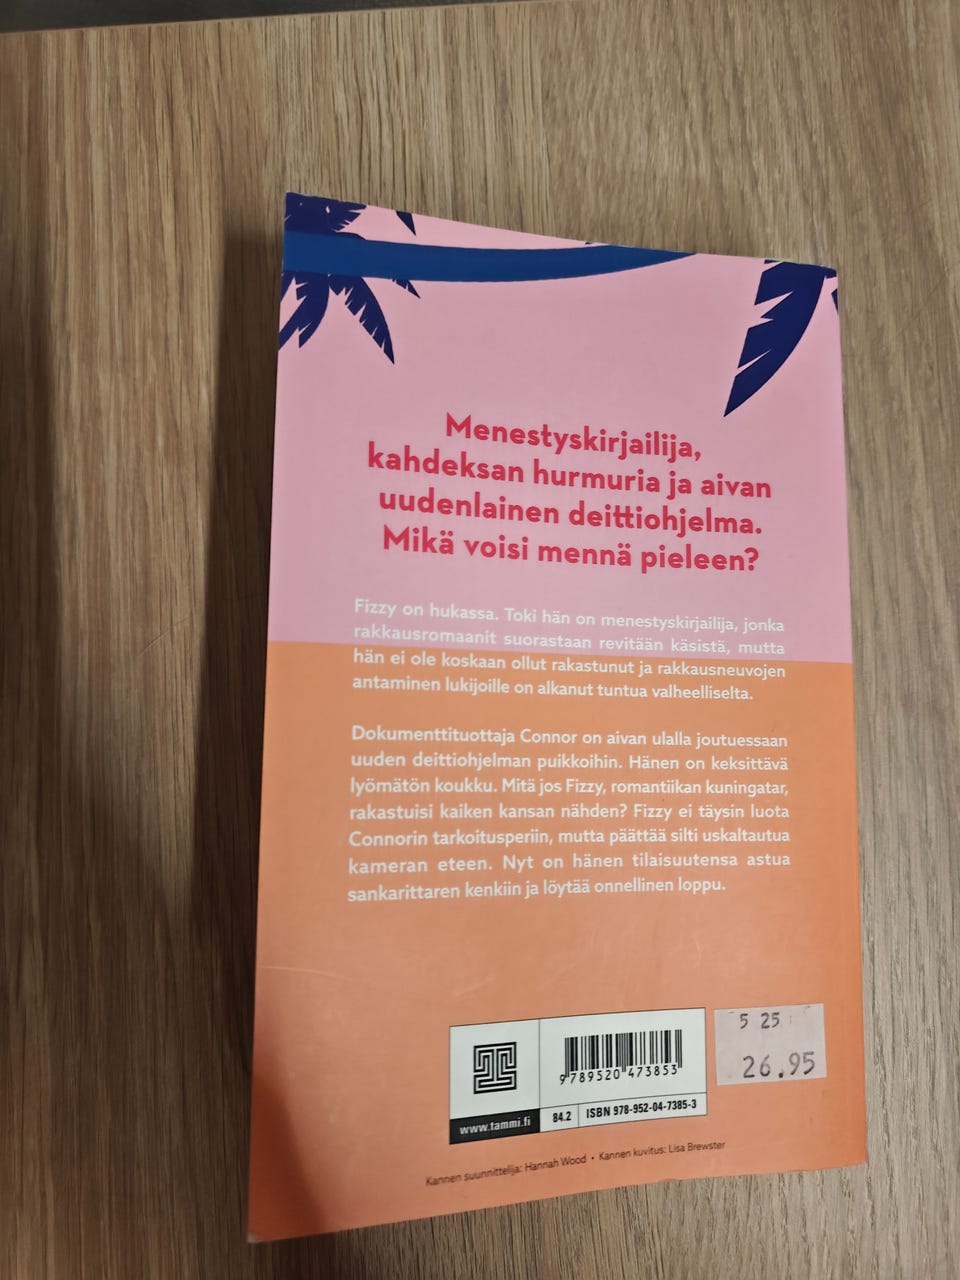 Menestyskirjailija,
kahdeksan hurmuria ja aivan
uudenlainen deittiohjelma.
Mikä voisi mennä pieleen?
Fizzy on hukassa. Toki hän on menestyskirjailija, jonka
rakkausromaanit suorastaan revitään käsistä, mutta
hän ei ole koskaan ollut rakastunut ja rakkausneuvojen
antaminen lukijoille on alkanut tuntua valheelliselta.
Dokumenttituottaja Connor on aivan ulalla joutuessaan
uuden deittiohjelman puikkoihin. Hänen on keksittävä
lyömätön koukku. Mitä jos Fizzy, romantiikan kuningatar,
rakastuisi kaiken kansan nähden? Fizzy ei täysin luota
Connorin tarkoitusperiin, mutta päättää silti uskaltautua
kameran eteen. Nyt on hänen tilaisuutensa astua
sankarittaren kenkiin ja löytää onnellinen loppu.
5 25
26.95
9 789520 473853
www.tammi.fi
84.2
ISBN 978-952-04-7385-3
Kannen suunnittelija: Hannah Wood • Kannen kuvitus: Lisa Brewster